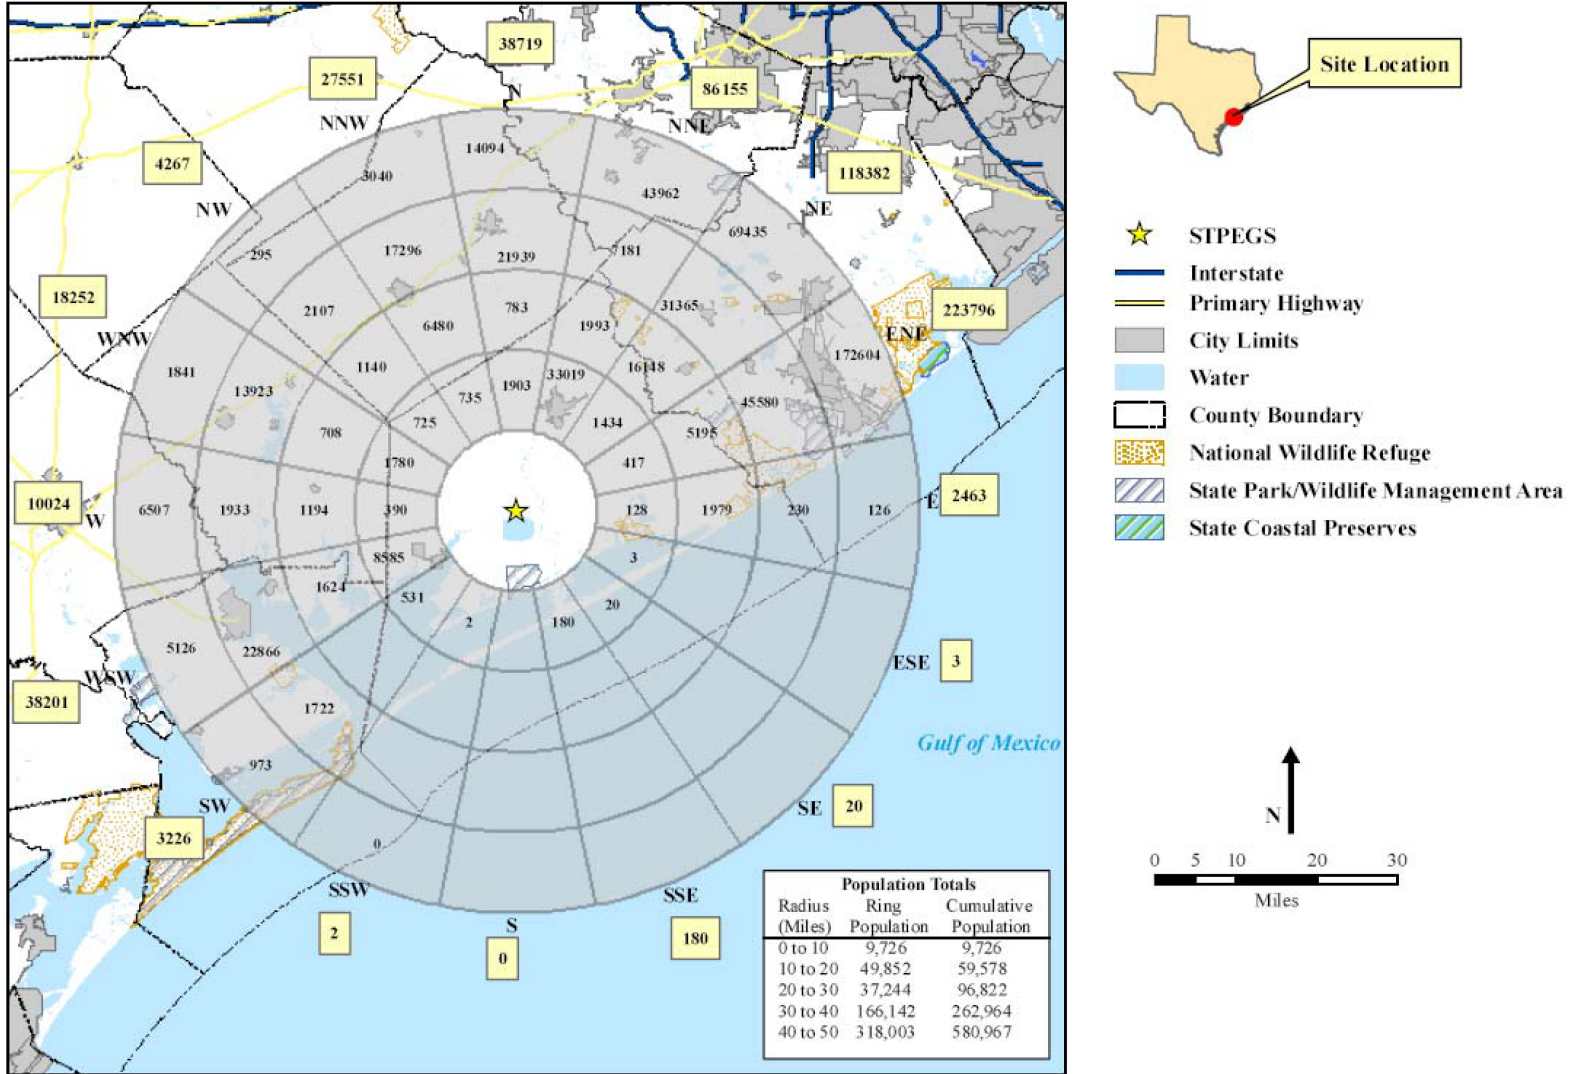 38719
27551
86155
N
NNW
NNE
14094
4267
118382
3040
43962
NW
NE
69435
295
17296
7181
21939
18252
223796
2107
783
31365
6480
1993
WNW
ENE
172604
1841
1140
16148
33019
13923
1903
735
45580
725
1434
708
5195
1780
417
10024
W
6507
1933
1194
390
128
1979
230
126
E
2463
8585
3
1624
531
20
2
180
5126
22866
WSW
ESE
3
38201
1722
Gulf of Mexico
973
SW
SE
20
3226
0
SSW
SSE
S
2
180
0
Population Totals
Radius Ring Cumulative
(Miles) Population Population
0 to 10 9,726 9,726
10 to 20 49,852 59,578
20 to 30 37,244 96,822
30 to 40 166,142 262,964
40 to 50 318,003 580,967
Site Location
STPEGS
Interstate
Primary Highway
City Limits
Water
County Boundary
National Wildlife Refuge
State Park/Wildlife Management Area
State Coastal Preserves
N
0 5 10 20 30
Miles